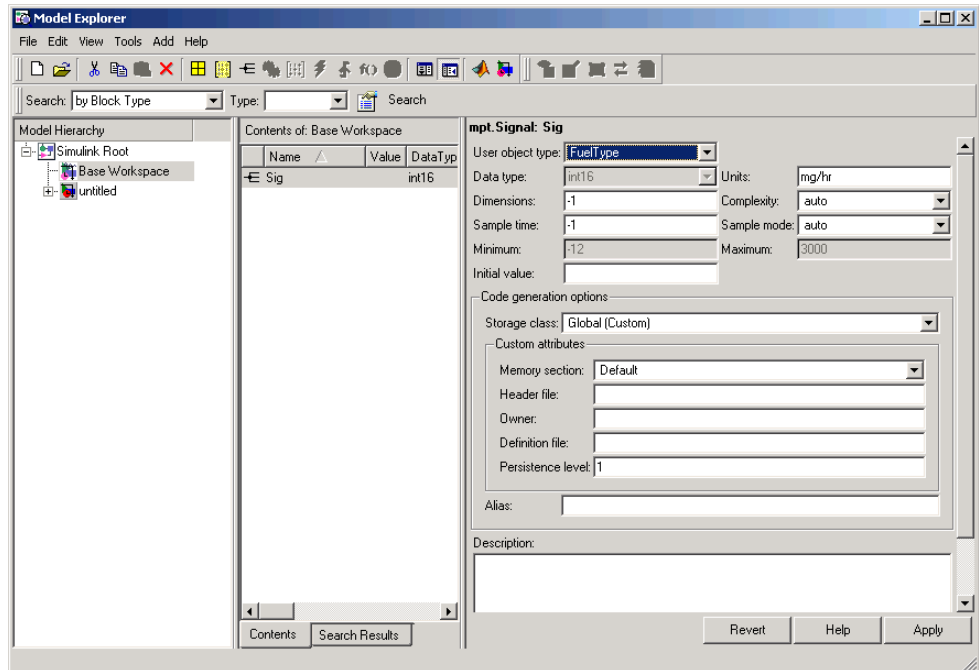 Model Explorer
File Edit View Tools Add Help
Search: by Block Type Type: Search
Model Hierarchy
Simulink Root
Base Workspace
untitled
Contents of: Base Workspace
Name Value DataTyp
Sig int16
Contents Search Results
mpt.Signal: Sig
User object type: FuelType
Data type: int16 Units: mg/hr
Dimensions: -1 Complexity: auto
Sample time: -1 Sample mode: auto
Minimum: -12 Maximum: 3000
Initial value:
Code generation options
Storage class: Global (Custom)
Custom attributes
Memory section: Default
Header file:
Owner:
Definition file:
Persistence level: 1
Alias:
Description:
Revert Help Apply